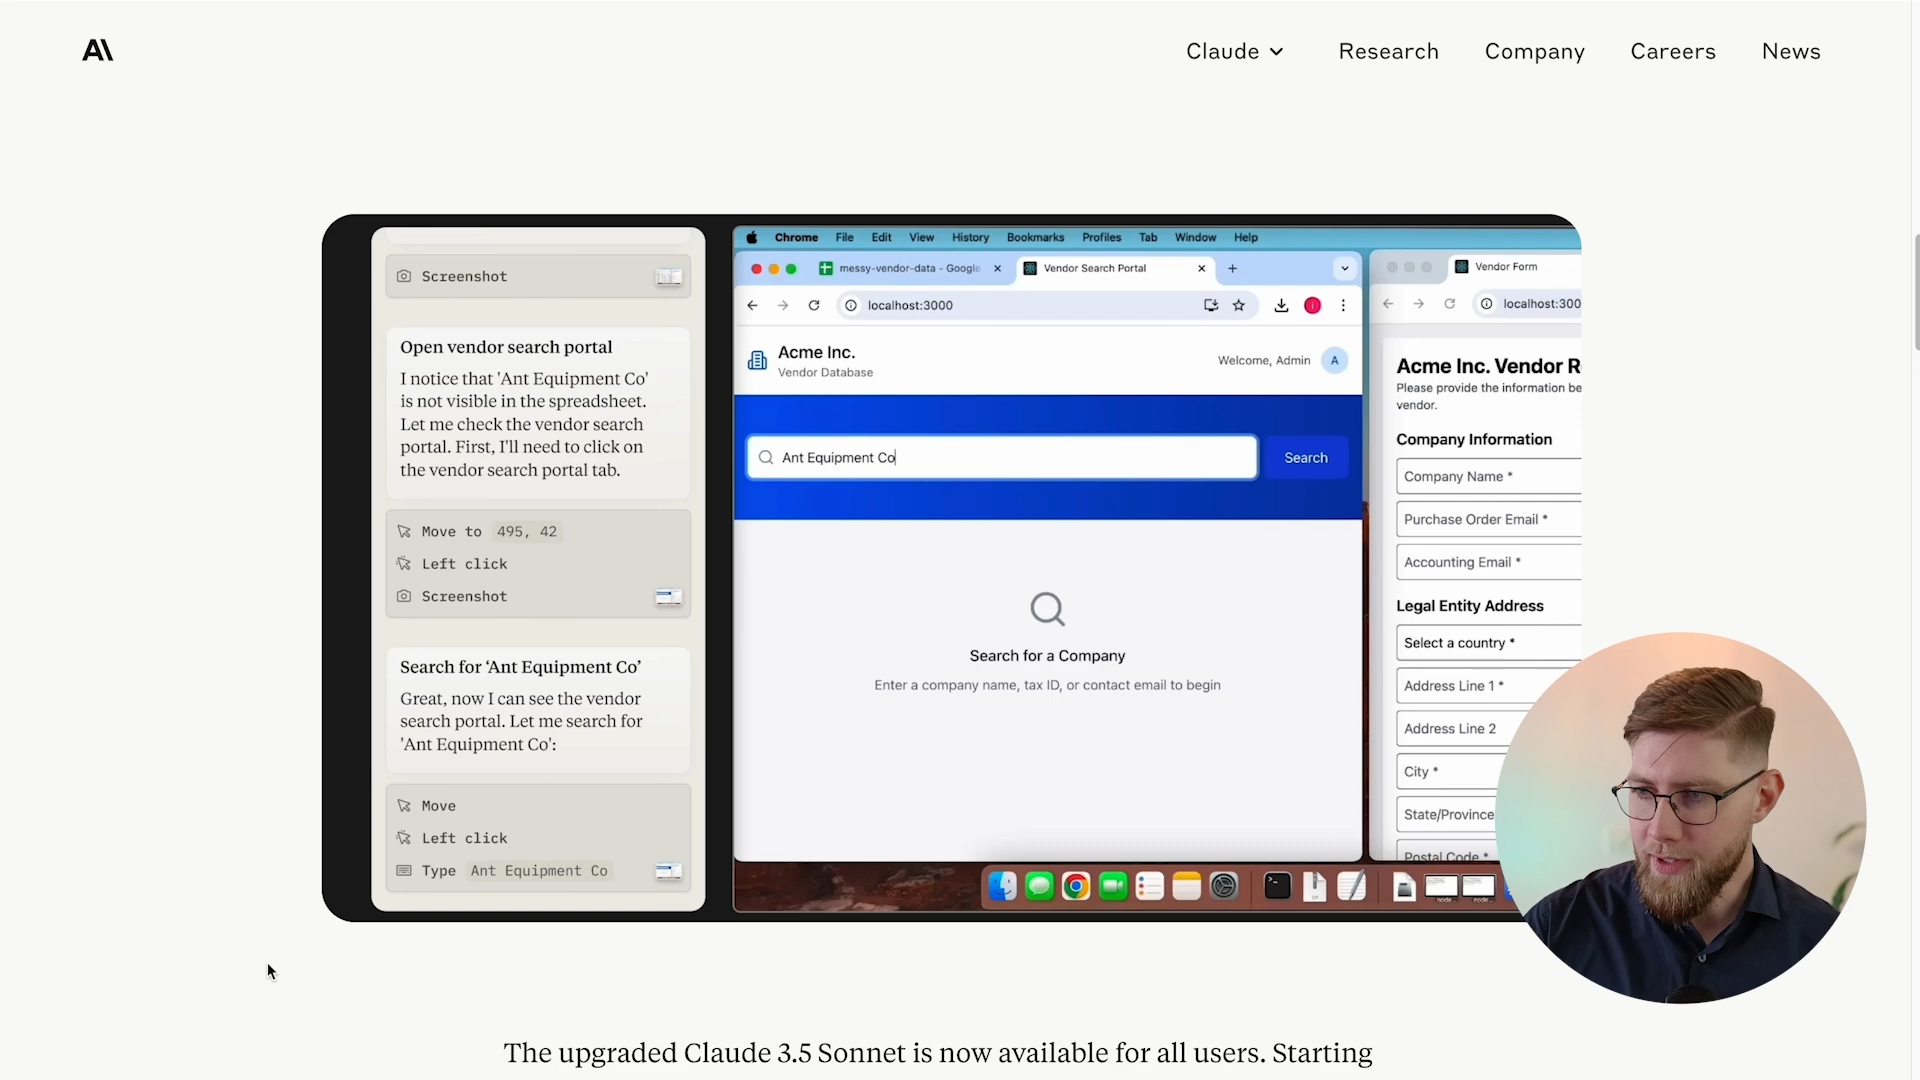 Claude
Research
Company
Careers
News
Screenshot
Open vendor search portal
I notice that 'Ant Equipment Co'
is not visible in the spreadsheet.
Let me check the vendor search
portal. First, I'll need to click on
the vendor search portal tab.
Move to 495, 42
Left click
Screenshot
Search for ‘Ant Equipment Co’
Great, now I can see the vendor
search portal. Let me search for
'Ant Equipment Co':
Move
Left click
Type Ant Equipment Co
Chrome File Edit View History Bookmarks Profiles Tab Window Help
messy-vendor-data - Google
Vendor Search Portal
localhost:3000
Acme Inc.
Vendor Database
Welcome, Admin
A
Ant Equipment Co
Search
Search for a Company
Enter a company name, tax ID, or contact email to begin
Vendor Form
localhost:300
Acme Inc. Vendor R
Please provide the information be
vendor.
Company Information
Company Name *
Purchase Order Email *
Accounting Email *
Legal Entity Address
Select a country *
Address Line 1 *
Address Line 2
City *
State/Province
Postal Code *
The upgraded Claude 3.5 Sonnet is now available for all users. Starting